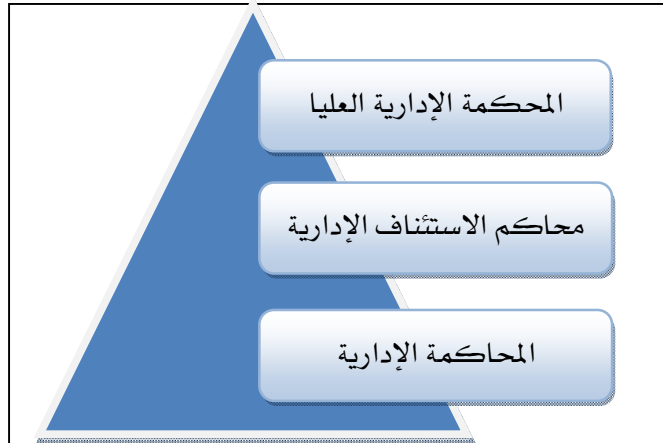 المحكمة الإدارية العليا
محاكم الاستئناف الإدارية
المحاكمة الإدارية